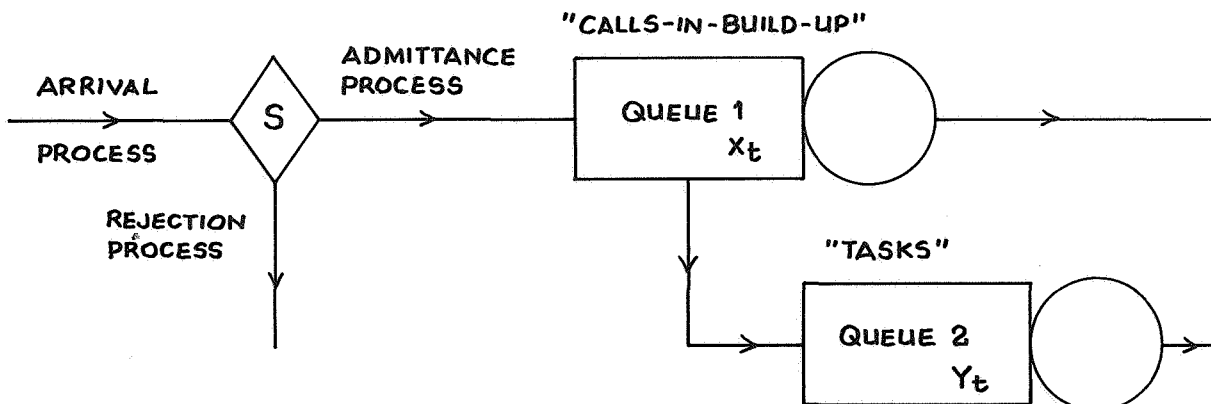 "CALLS-IN-BUILD-UP"
ARRIVAL
PROCESS
S
ADMITTANCE
PROCESS
QUEUE 1
Xt
REJECTION
PROCESS
"TASKS"
QUEUE 2
Yt